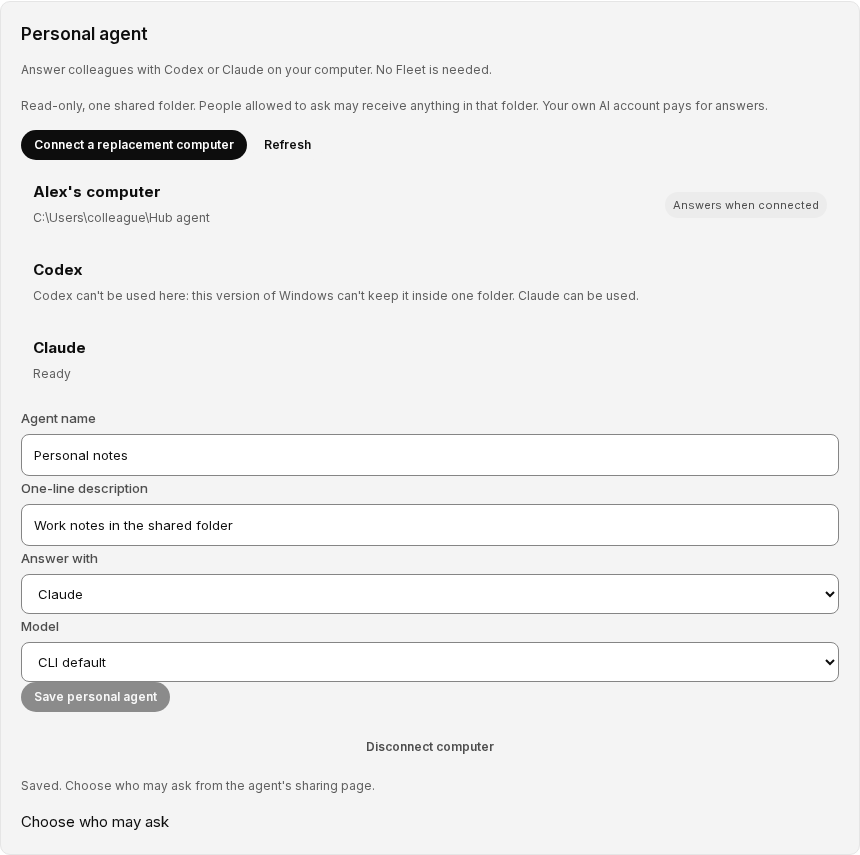 Personal agent
Answer colleagues with Codex or Claude on your computer. No Fleet is needed.
Read-only, one shared folder. People allowed to ask may receive anything in that folder. Your own AI account pays for answers.
Connect a replacement computer
Refresh
Alex's computer
Answers when connected
C:\Users\colleague\Hub agent
Codex
Codex can't be used here: this version of Windows can't keep it inside one folder. Claude can be used.
Claude
Ready
Agent name
Personal notes
One-line description
Work notes in the shared folder
Answer with
Claude
Model
CLI default
Save personal agent
Disconnect computer
Saved. Choose who may ask from the agent's sharing page.
Choose who may ask